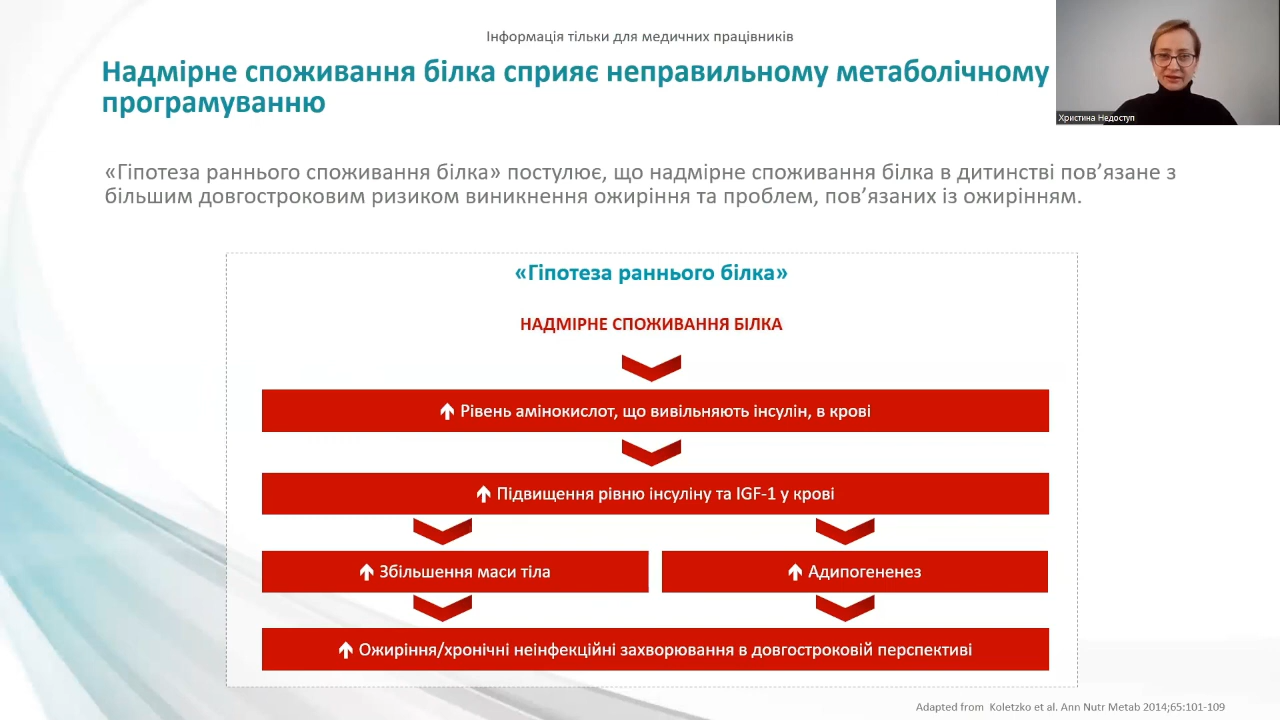 Інформація тільки для медичних працівників
Надмірне споживання білка сприяє неправильному метаболічному
програмуванню
Христина Недоступ
«Гіпотеза раннього споживання білка» постулює, що надмірне споживання білка в дитинстві пов’язане з
більшим довгостроковим ризиком виникнення ожиріння та проблем, пов’язаних із ожирінням.
«Гіпотеза раннього білка»
НАДМІРНЕ СПОЖИВАННЯ БІЛКА
Рівень амінокислот, що вивільняють інсулін, в крові
Підвищення рівню інсуліну та IGF-1 у крові
Збільшення маси тіла
Адипогененез
Ожиріння/хронічні неінфекційні захворювання в довгостроковій перспективі
Adapted from Koletzko et al. Ann Nutr Metab 2014;65:101-109